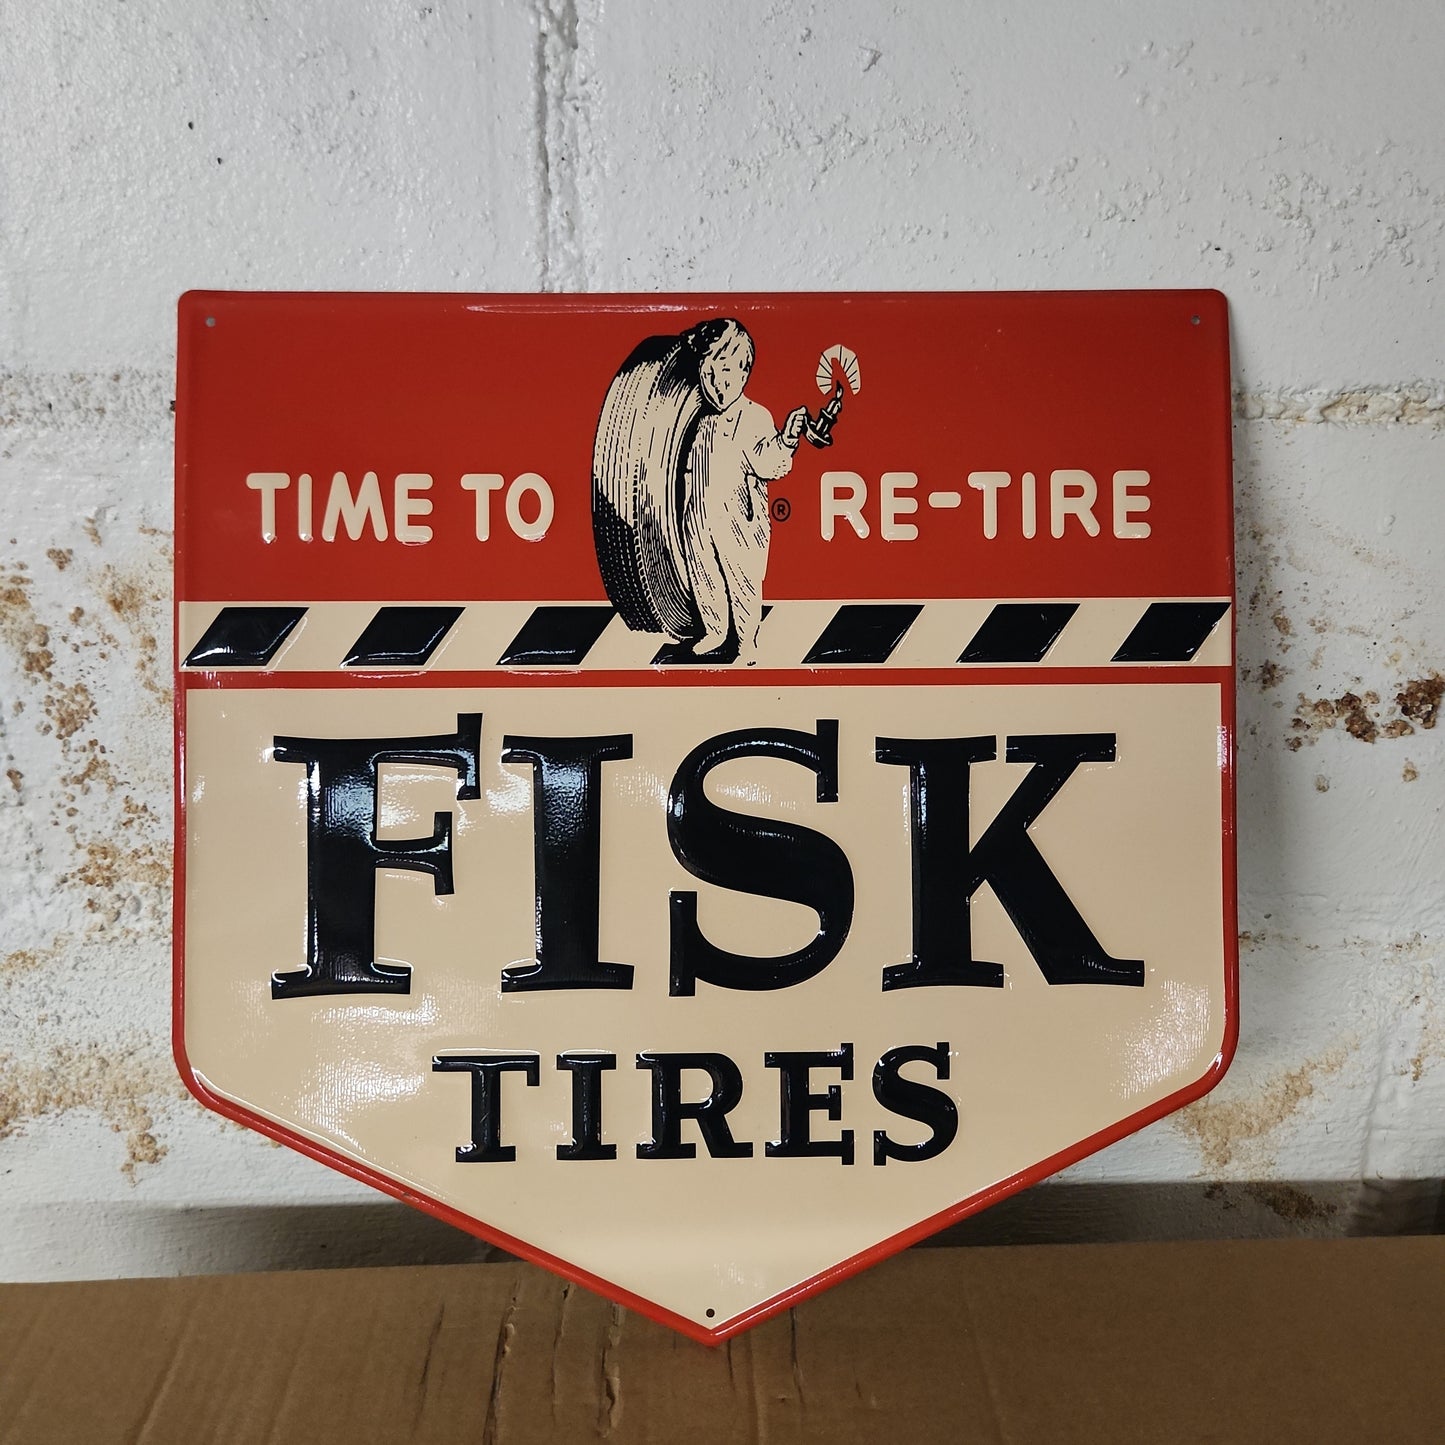 TIME TO ® RE-TIRE
FISK
TIRES